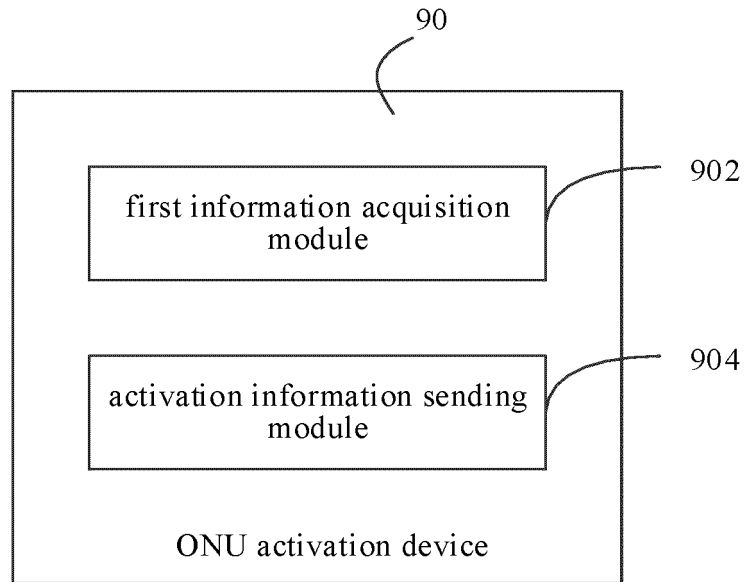 90
first information acquisition
module
902
activation information sending
module
904
ONU activation device